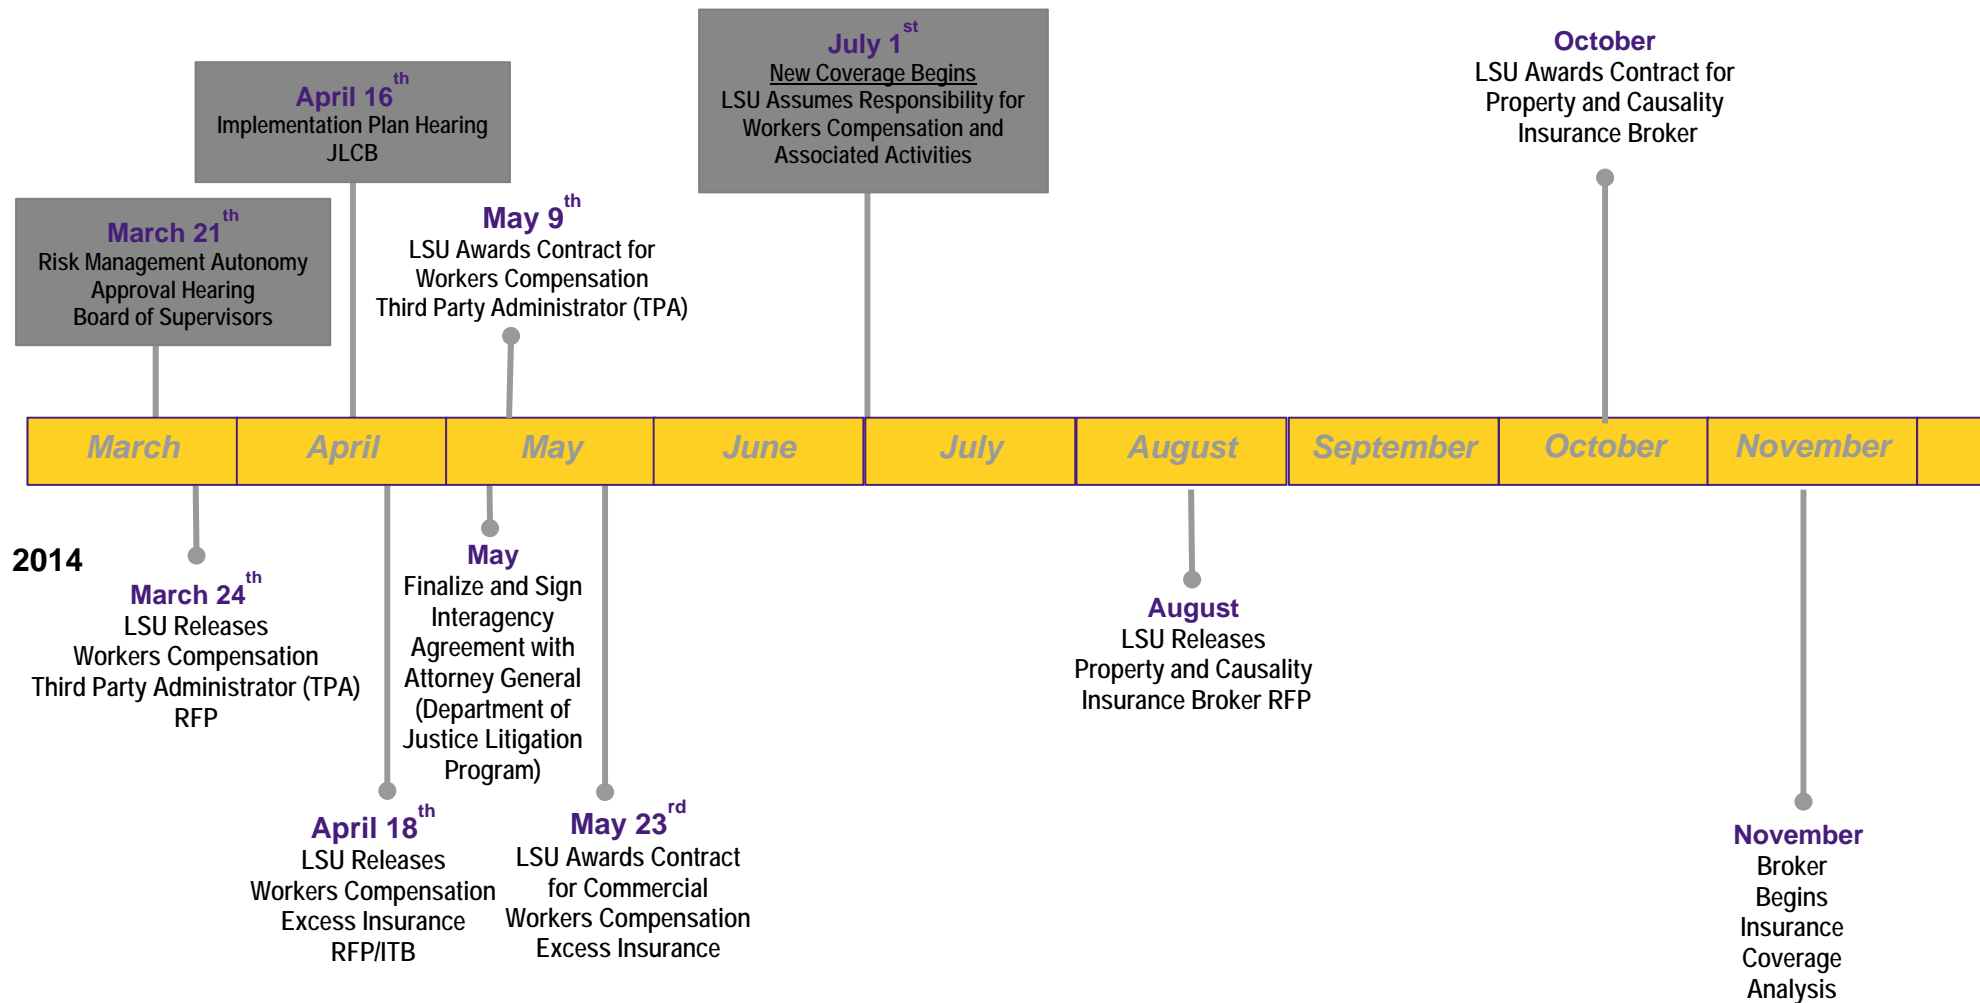 July 1st
New Coverage Begins
LSU Assumes Responsibility for
Workers Compensation and
Associated Activities
October
LSU Awards Contract for
Property and Causality
Insurance Broker
April 16th
Implementation Plan Hearing
JLCB
March 21th
Risk Management Autonomy
Approval Hearing
Board of Supervisors
May 9th
LSU Awards Contract for
Workers Compensation
Third Party Administrator (TPA)
March April May June July August September October November
2014
March 24th
LSU Releases
Workers Compensation
Third Party Administrator (TPA)
RFP
May
Finalize and Sign
Interagency
Agreement with
Attorney General
(Department of
Justice Litigation
Program)
August
LSU Releases
Property and Causality
Insurance Broker RFP
April 18th
LSU Releases
Workers Compensation
Excess Insurance
RFP/ITB
May 23rd
LSU Awards Contract
for Commercial
Workers Compensation
Excess Insurance
November
Broker
Begins
Insurance
Coverage
Analysis